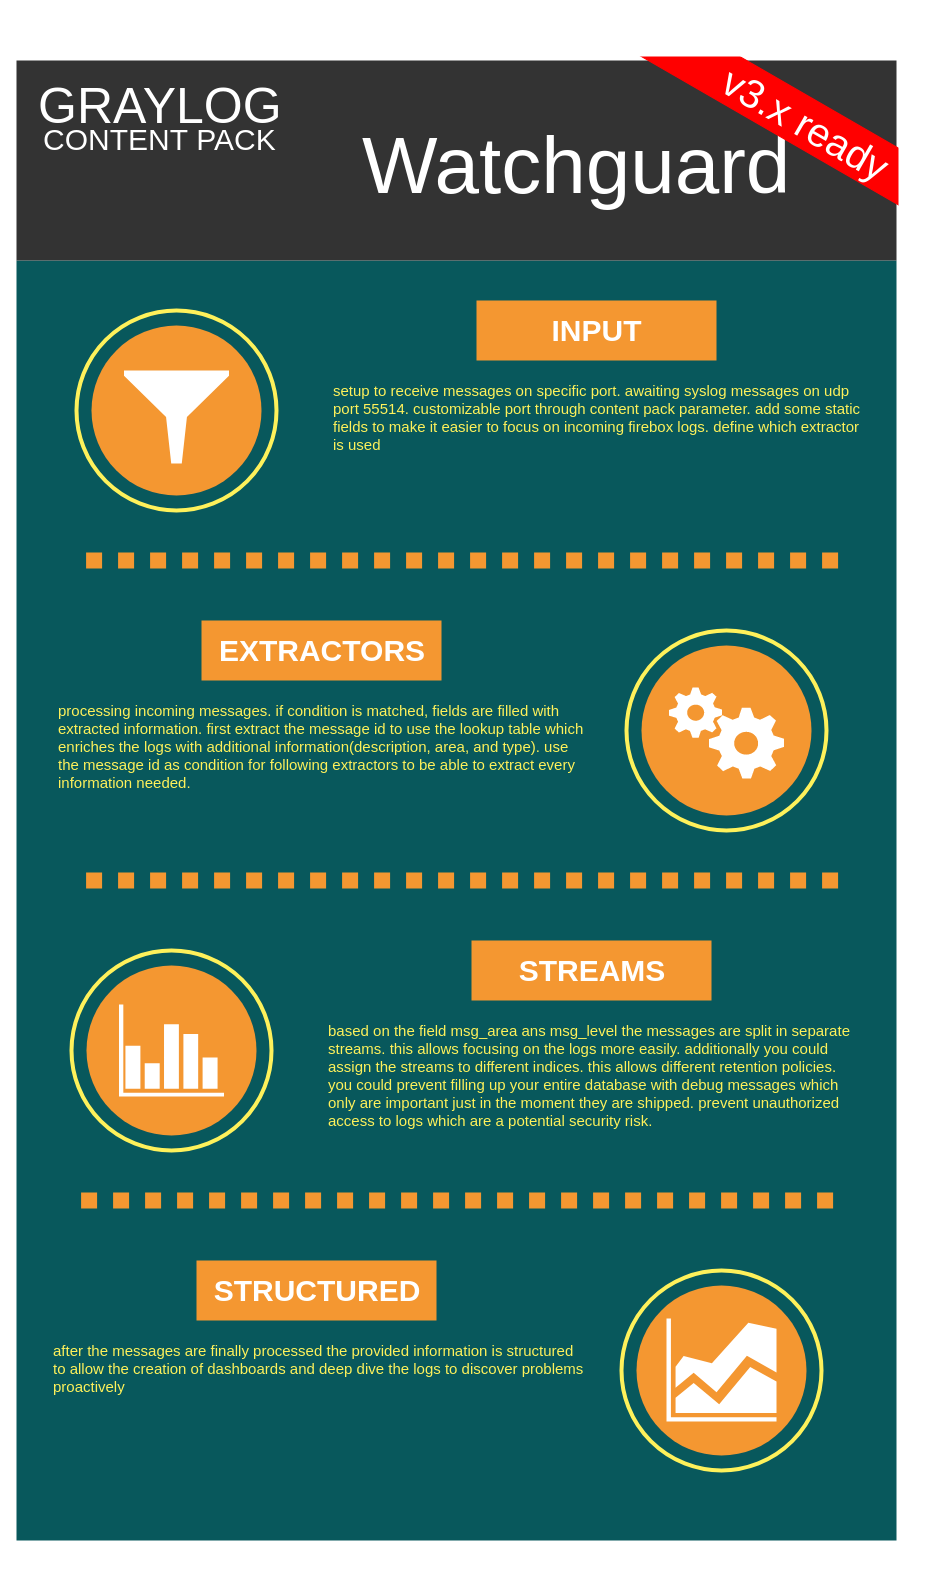 GRAYLOG
CONTENT PACK
Watchguard
v3.x ready
INPUT
setup to receive messages on specific port. awaiting syslog messages on udp
port 55514. customizable port through content pack parameter. add some static
fields to make it easier to focus on incoming firebox logs. define which extractor
is used
EXTRACTORS
processing incoming messages. if condition is matched, fields are filled with
extracted information. first extract the message id to use the lookup table which
enriches the logs with additional information(description, area, and type). use
the message id as condition for following extractors to be able to extract every
information needed.
STREAMS
based on the field msg_area ans msg_level the messages are split in separate
streams. this allows focusing on the logs more easily. additionally you could
assign the streams to different indices. this allows different retention policies.
you could prevent filling up your entire database with debug messages which
only are important just in the moment they are shipped. prevent unauthorized
access to logs which are a potential security risk.
STRUCTURED
after the messages are finally processed the provided information is structured
to allow the creation of dashboards and deep dive the logs to discover problems
proactively